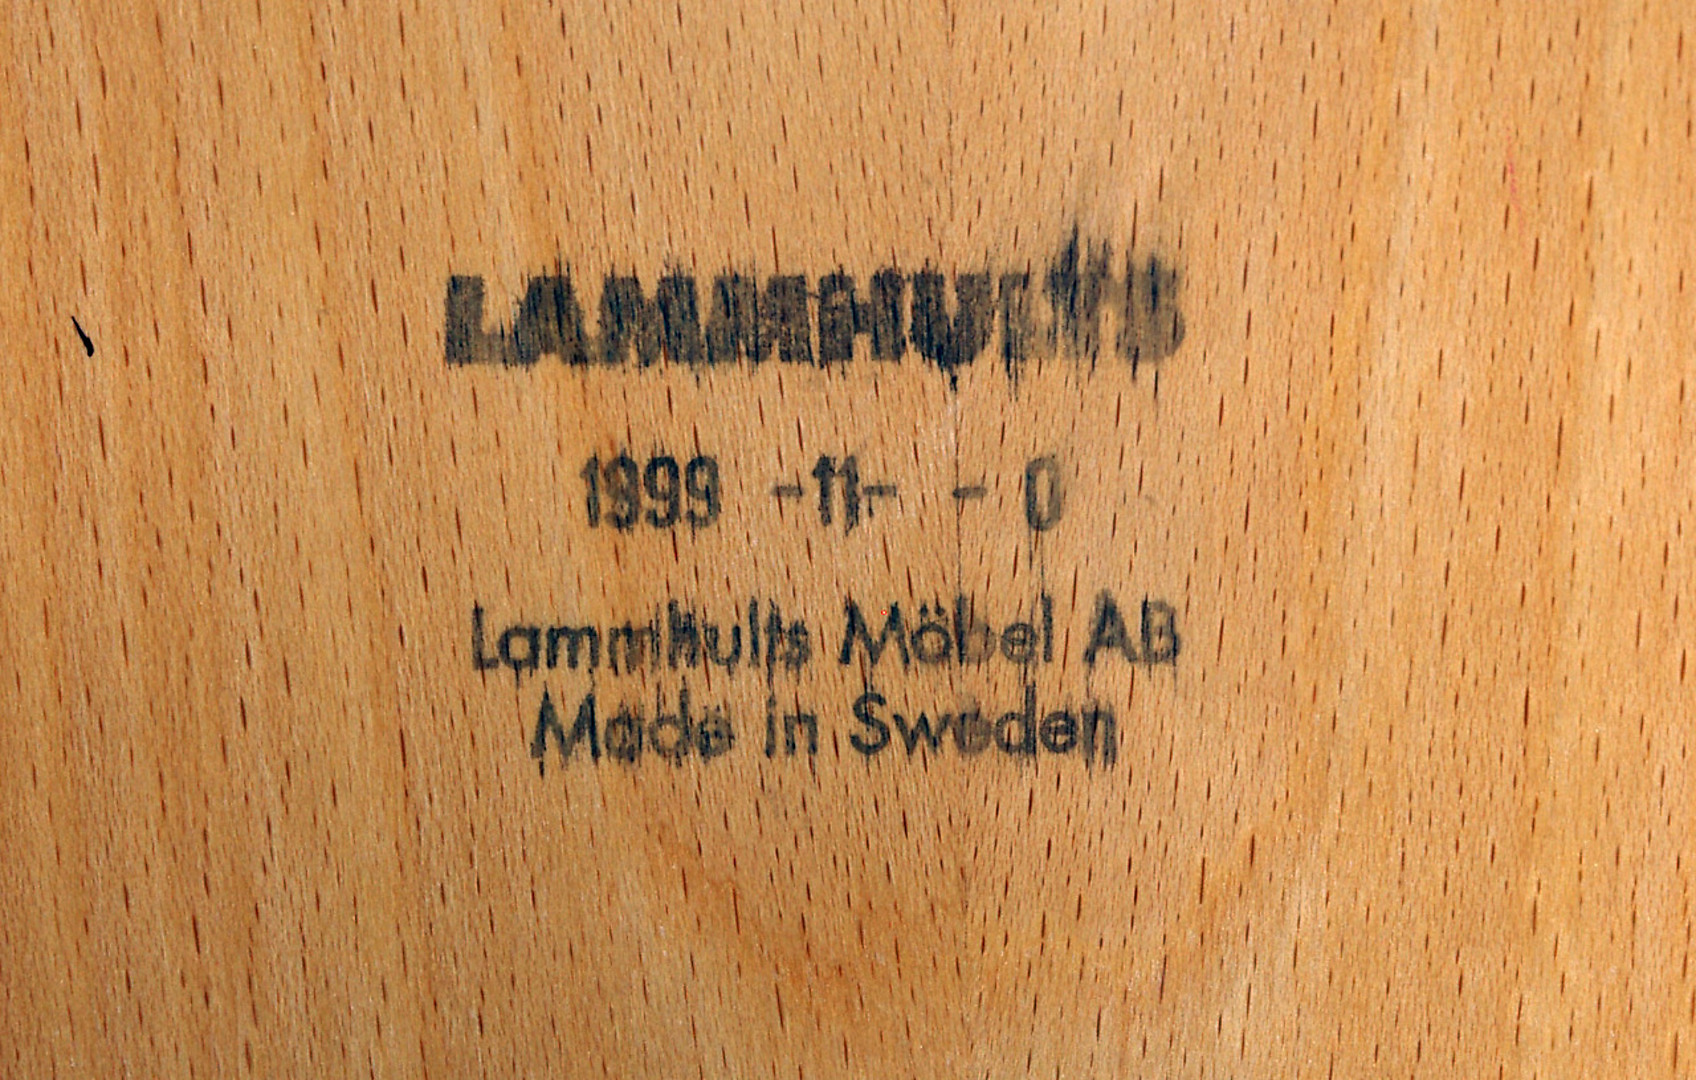 LAMMHULTS
1999 -11- - 0
Lammhults Möbel AB
Made in Sweden